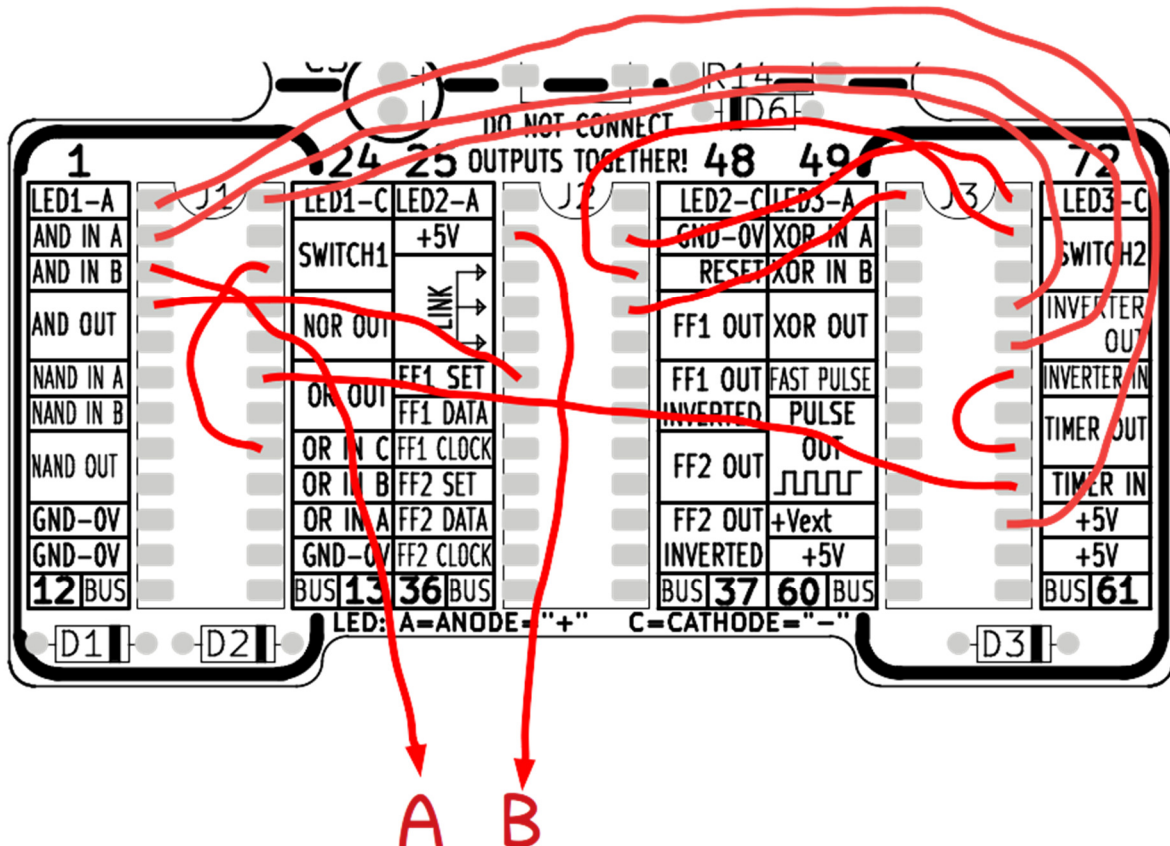 R14
D6
DO NOT CONNECT
OUTPUTS TOGETHER!
1 24 25 48 49 72
J1 J2 J3
LED1-A
AND IN A
AND IN B
AND OUT
NAND IN A
NAND IN B
NAND OUT
GND-0V
GND-0V
12 BUS
LED1-C
SWITCH1
NOR OUT
OR OUT
OR IN C
OR IN B
OR IN A
GND-0V
BUS 13
LED2-A
+5V
LINK
FF1 SET
FF1 DATA
FF1 CLOCK
FF2 SET
FF2 DATA
FF2 CLOCK
36 BUS
LED2-C
GND-0V
RESET
FF1 OUT
FF1 OUT
INVERTED
FF2 OUT
FF2 OUT
INVERTED
BUS 37
LED3-A
XOR IN A
XOR IN B
XOR OUT
FAST PULSE
PULSE
OUT
+Vext
+5V
60 BUS
LED3-C
SWITCH2
INVERTER
OUT
INVERTER IN
TIMER OUT
TIMER IN
+5V
+5V
BUS 61
LED: A=ANODE="+" C=CATHODE="-"
D1 D2 D3
A B